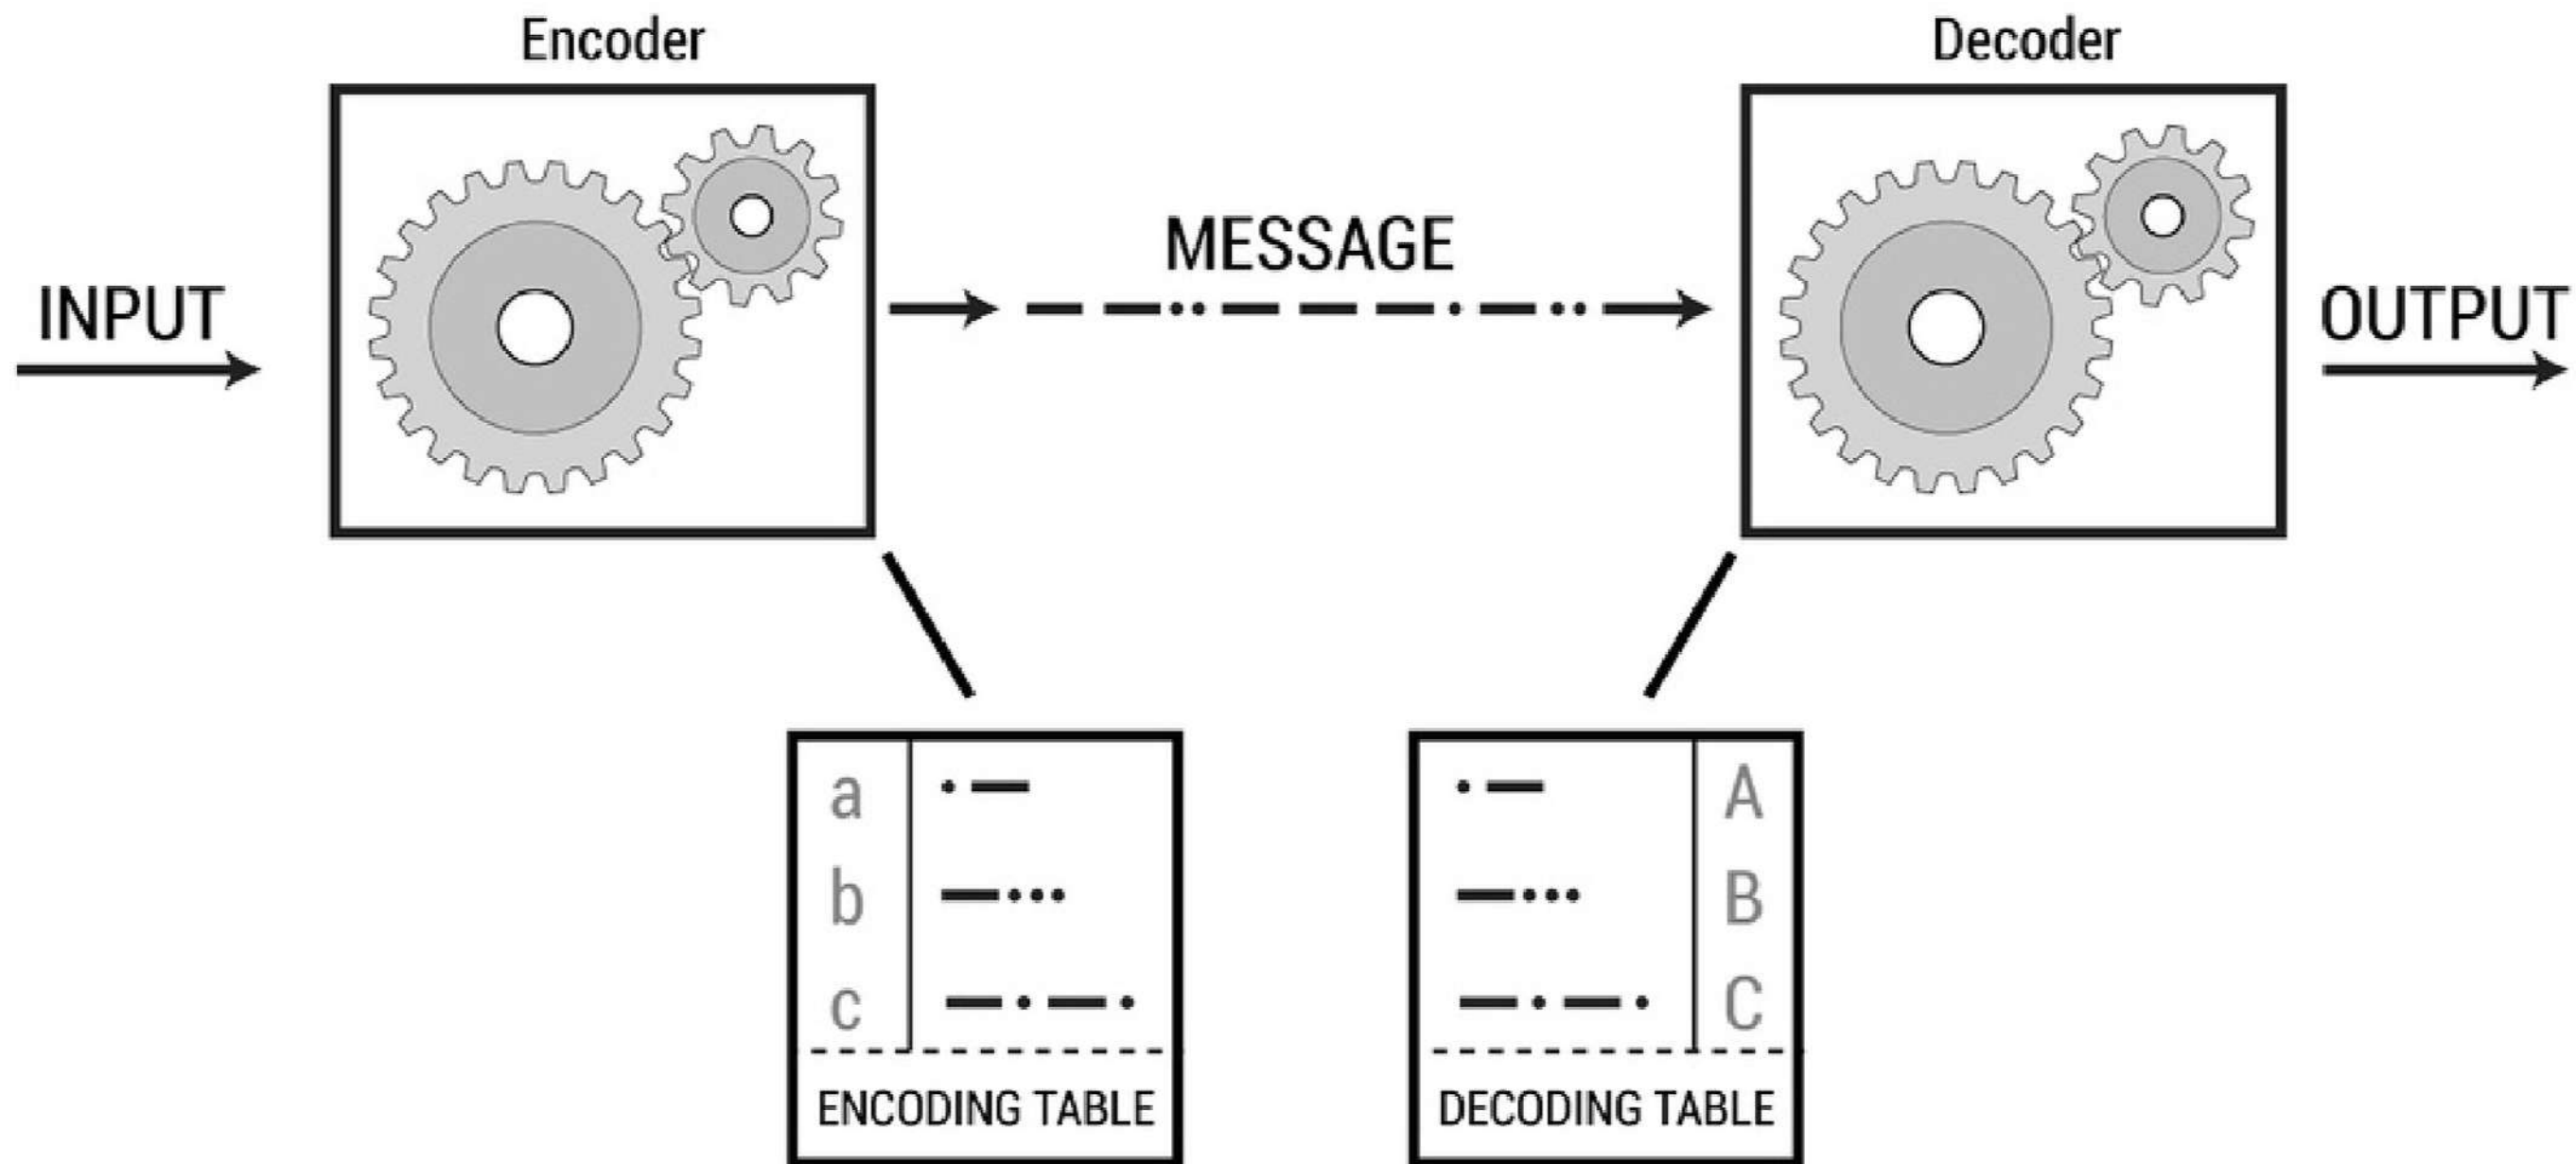 Encoder
Decoder
INPUT
MESSAGE
OUTPUT
a
b
c
ENCODING TABLE
A
B
C
DECODING TABLE